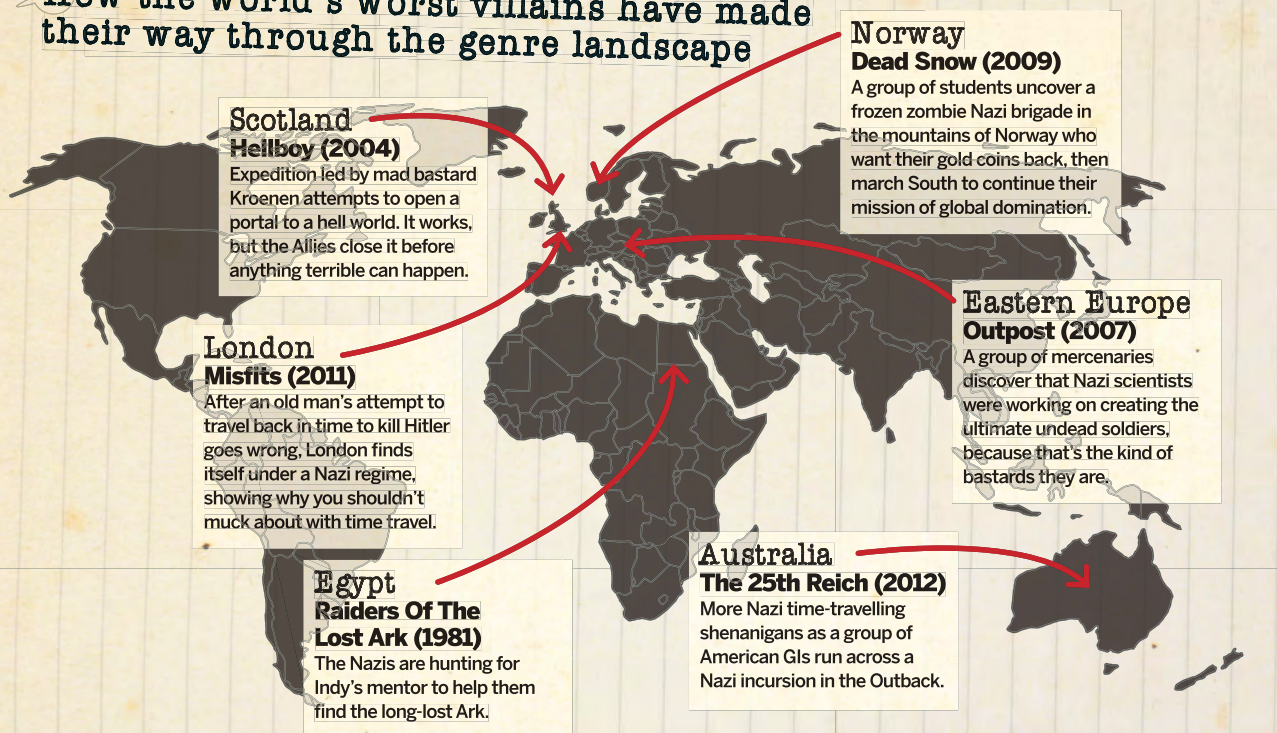 How the world's worst villains have made
their way through the genre landscape
Norway
Dead Snow (2009)
A group of students uncover a
frozen zombie Nazi brigade in
the mountains of Norway who
want their gold coins back, then
march South to continue their
mission of global domination.
Scotland
Hellboy (2004)
Expedition led by mad bastard
Kroenen attempts to open a
portal to a hell world. It works,
but the Allies close it before
anything terrible can happen.
Eastern Europe
Outpost (2007)
A group of mercenaries
discover that Nazi scientists
were working on creating the
ultimate undead soldiers,
because that's the kind of
bastards they are.
London
Misfits (2011)
After an old man's attempt to
travel back in time to kill Hitler
goes wrong, London finds
itself under a Nazi regime,
showing why you shouldn't
muck about with time travel.
Egypt
Raiders Of The
Lost Ark (1981)
The Nazis are hunting for
Indy's mentor to help them
find the long-lost Ark.
Australia
The 25th Reich (2012)
More Nazi time-travelling
shenanigans as a group of
American GIs run across a
Nazi incursion in the Outback.